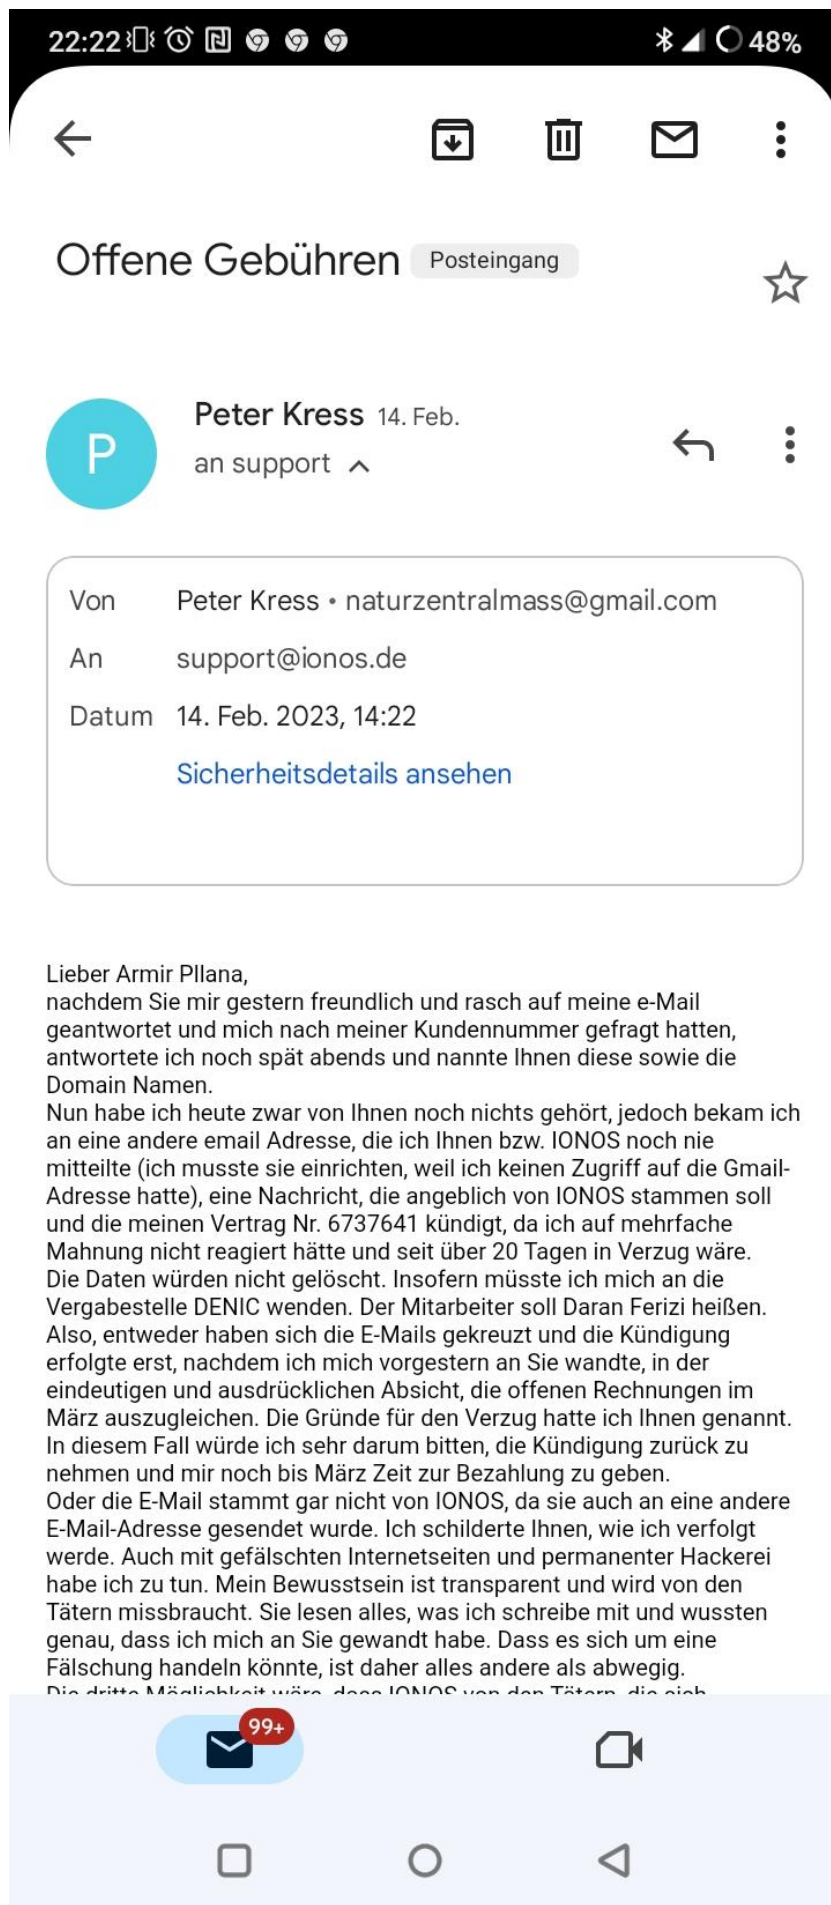 22:22
48%
Offene Gebühren Posteingang
P
Peter Kress 14. Feb.
an support
Von Peter Kress • naturzentralmass@gmail.com
An support@ionos.de
Datum 14. Feb. 2023, 14:22
Sicherheitsdetails ansehen
Lieber Armir Pllana,
nachdem Sie mir gestern freundlich und rasch auf meine e-Mail
geantwortet und mich nach meiner Kundennummer gefragt hatten,
antwortete ich noch spät abends und nannte Ihnen diese sowie die
Domain Namen.
Nun habe ich heute zwar von Ihnen noch nichts gehört, jedoch bekam ich
an eine andere email Adresse, die ich Ihnen bzw. IONOS noch nie
mitteilte (ich musste sie einrichten, weil ich keinen Zugriff auf die Gmail-
Adresse hatte), eine Nachricht, die angeblich von IONOS stammen soll
und die meinen Vertrag Nr. 6737641 kündigt, da ich auf mehrfache
Mahnung nicht reagiert hätte und seit über 20 Tagen in Verzug wäre.
Die Daten würden nicht gelöscht. Insofern müsste ich mich an die
Vergabestelle DENIC wenden. Der Mitarbeiter soll Daran Ferizi heißen.
Also, entweder haben sich die E-Mails gekreuzt und die Kündigung
erfolgte erst, nachdem ich mich vorgestern an Sie wandte, in der
eindeutigen und ausdrücklichen Absicht, die offenen Rechnungen im
März auszugleichen. Die Gründe für den Verzug hatte ich Ihnen genannt.
In diesem Fall würde ich sehr darum bitten, die Kündigung zurück zu
nehmen und mir noch bis März Zeit zur Bezahlung zu geben.
Oder die E-Mail stammt gar nicht von IONOS, da sie auch an eine andere
E-Mail-Adresse gesendet wurde. Ich schilderte Ihnen, wie ich verfolgt
werde. Auch mit gefälschten Internetseiten und permanenter Hackerei
habe ich zu tun. Mein Bewusstsein ist transparent und wird von den
Tätern missbraucht. Sie lesen alles, was ich schreibe mit und wussten
genau, dass ich mich an Sie gewandt habe. Dass es sich um eine
Fälschung handeln könnte, ist daher alles andere als abwegig.
Die dritte Möglichkeit wäre, dass IONOS von den Tätern, die sich
99+